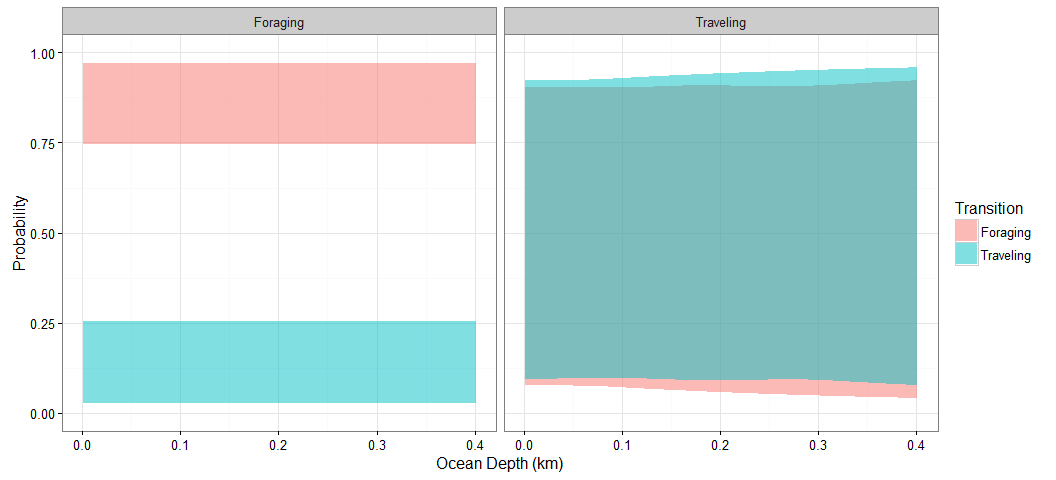 Foraging
Traveling
1.00
0.75
0.50
0.25
0.00
Probability
0.0 0.1 0.2 0.3 0.4
0.0 0.1 0.2 0.3 0.4
Ocean Depth (km)
Transition
Foraging
Traveling